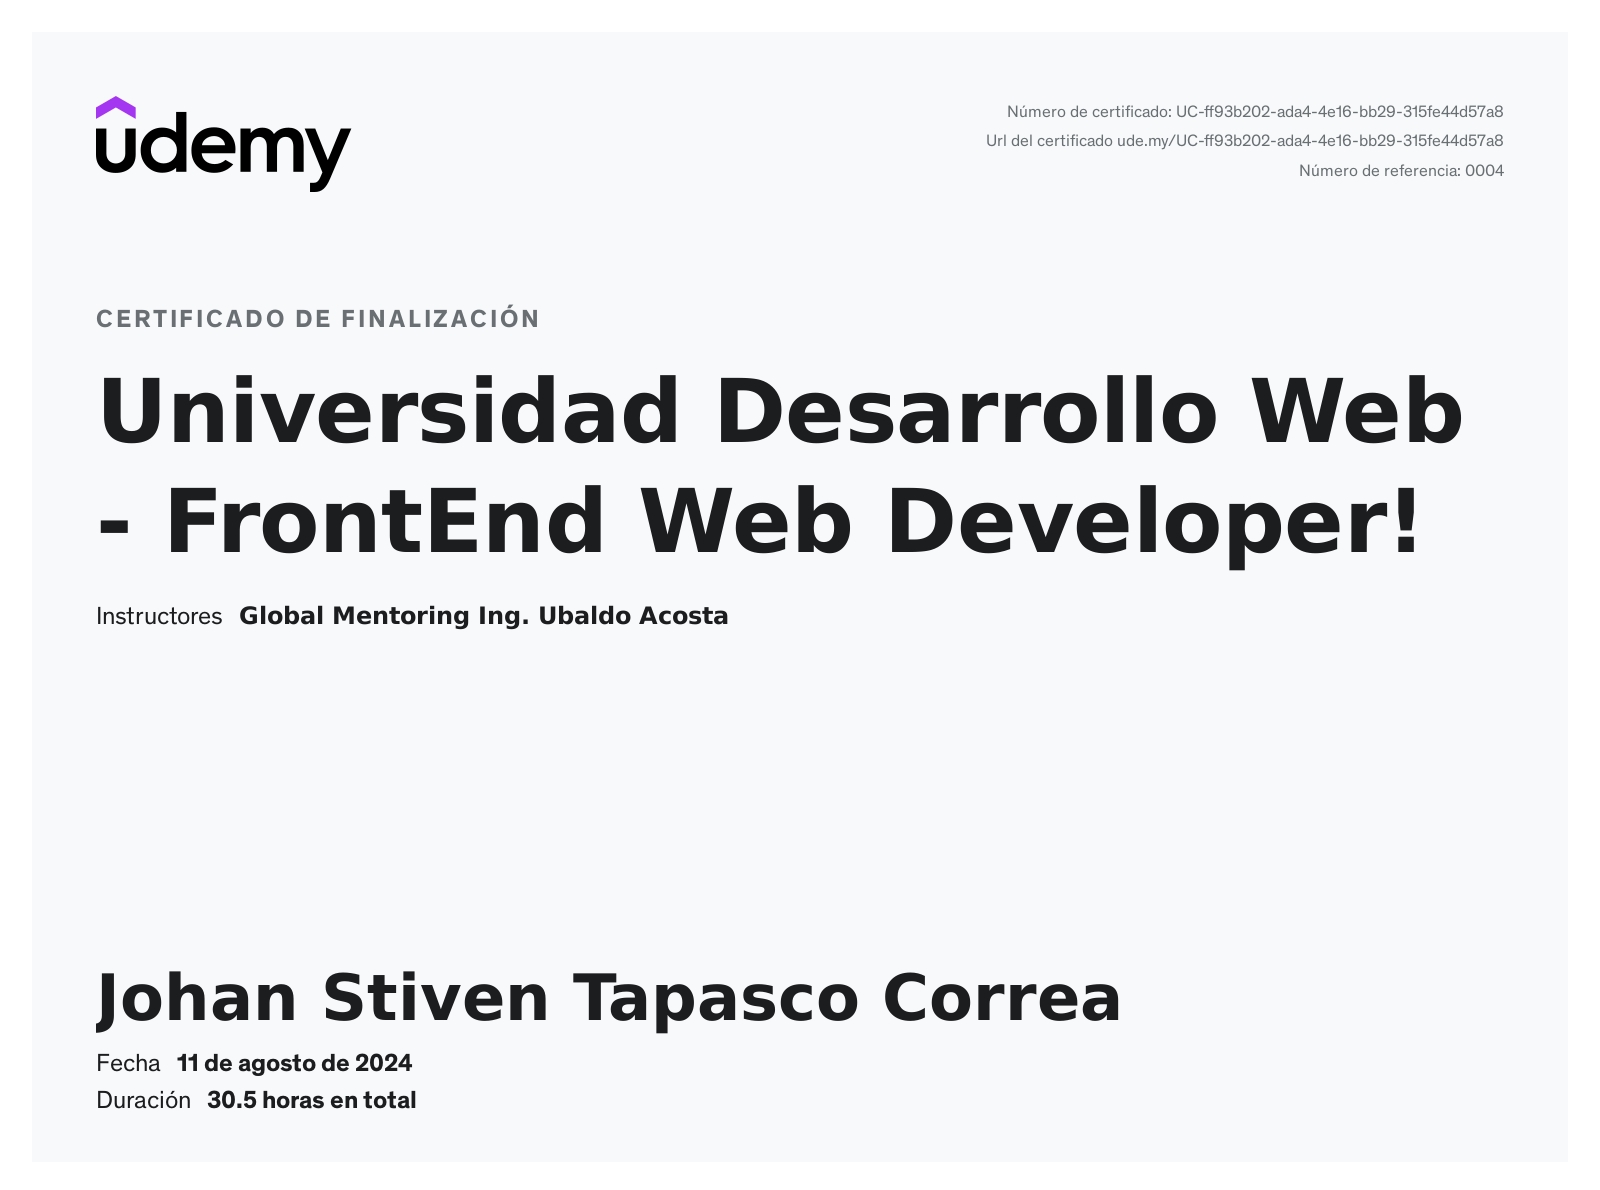 udemy
Número de certificado: UC-ff93b202-ada4-4e16-bb29-315fe44d57a8
Url del certificado ude.my/UC-ff93b202-ada4-4e16-bb29-315fe44d57a8
Número de referencia: 0004
CERTIFICADO DE FINALIZACIÓN
Universidad Desarrollo Web
- FrontEnd Web Developer!
Instructores Global Mentoring Ing. Ubaldo Acosta
Johan Stiven Tapasco Correa
Fecha 11 de agosto de 2024
Duración 30.5 horas en total